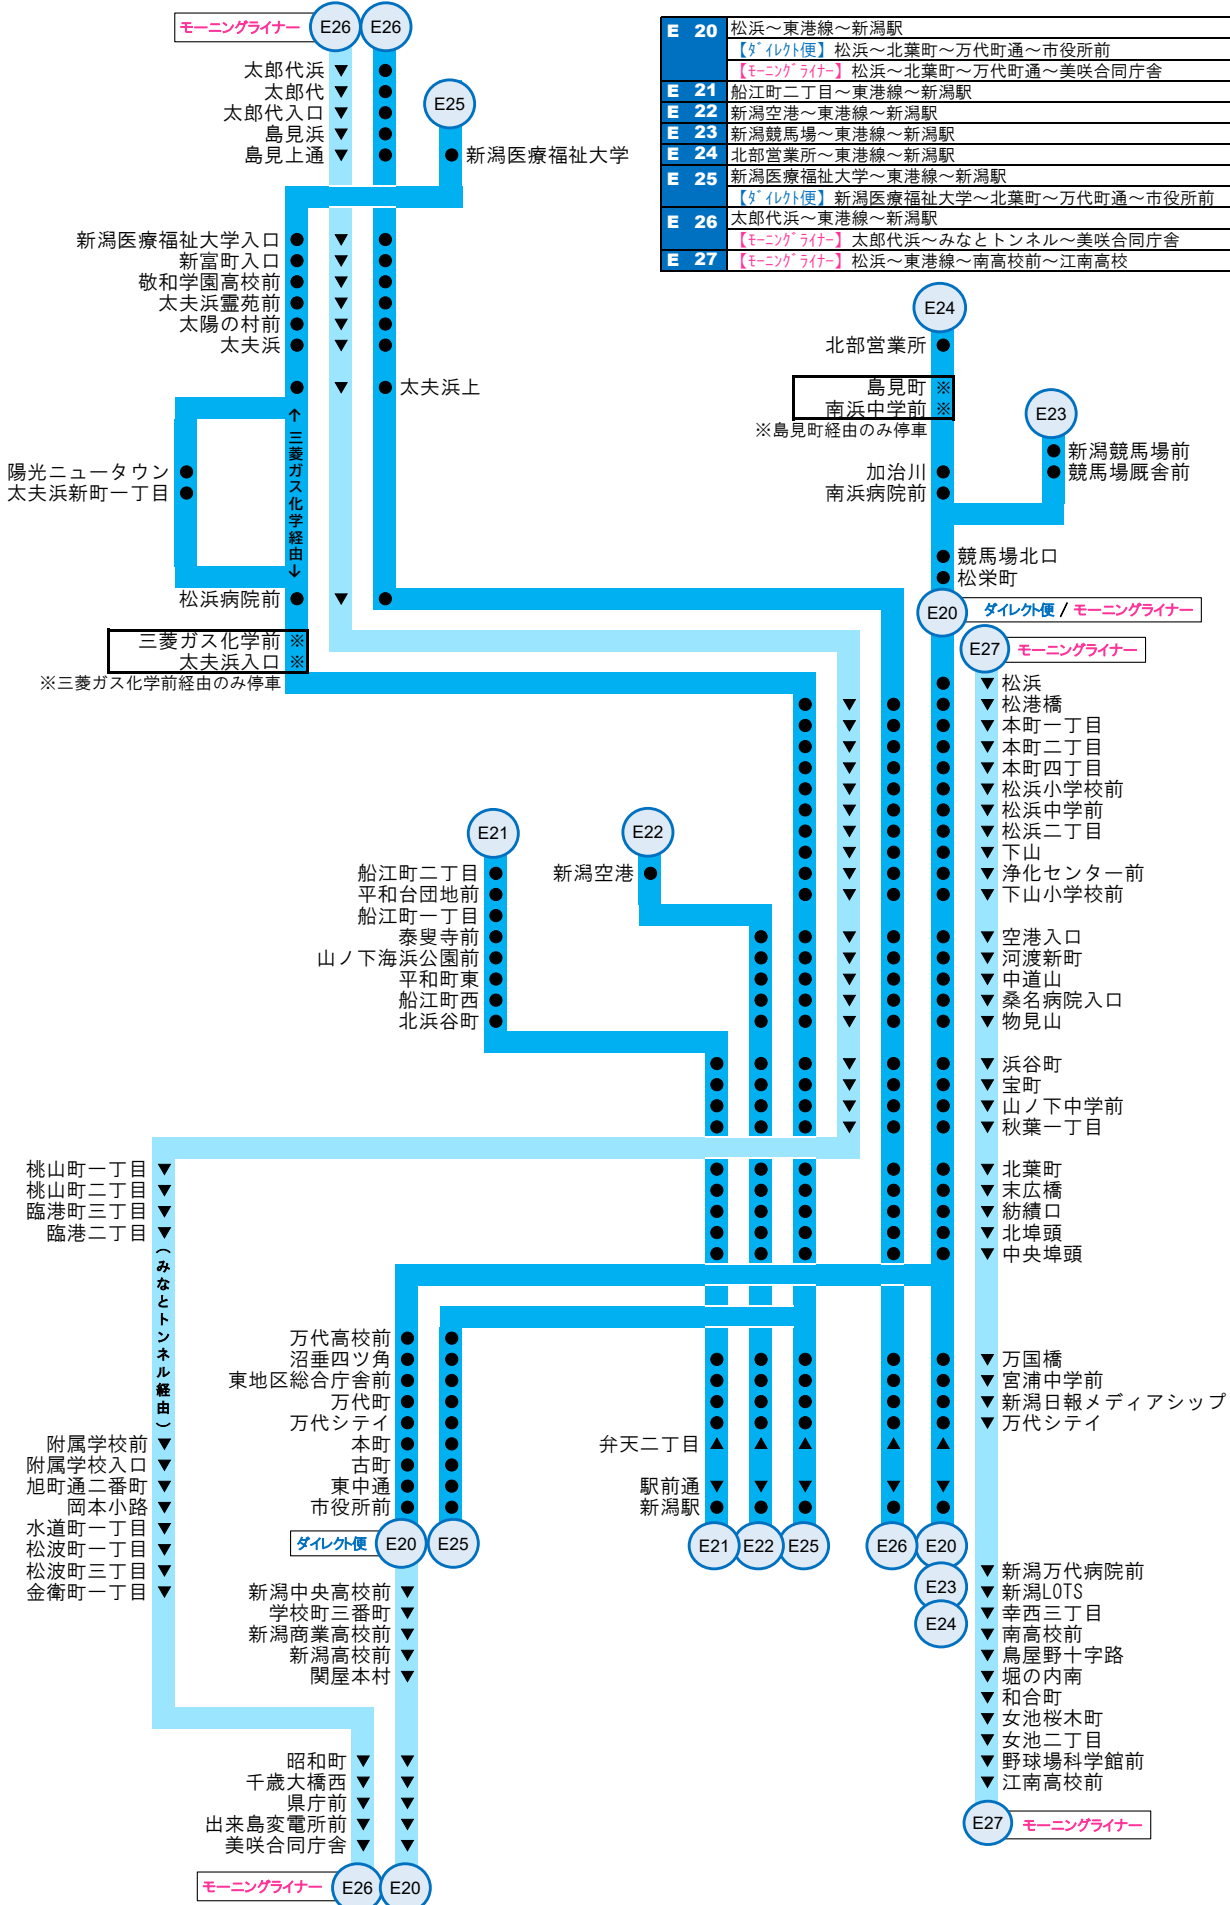 モーニングライナー E26 E26
太郎代浜
太郎代
太郎代入口
島見浜
島見上通
E25
新潟医療福祉大学
E 20 松浜～東港線～新潟駅
【ダイレクト便】松浜～北葉町～万代町通～市役所前
【モーニングライナー】松浜～北葉町～万代町通～美咲合同庁舎
E 21 船江町二丁目～東港線～新潟駅
E 22 新潟空港～東港線～新潟駅
E 23 新潟競馬場～東港線～新潟駅
E 24 北部営業所～東港線～新潟駅
E 25 新潟医療福祉大学～東港線～新潟駅
【ダイレクト便】新潟医療福祉大学～北葉町～万代町通～市役所前
E 26 太郎代浜～東港線～新潟駅
【モーニングライナー】太郎代浜～みなとトンネル～美咲合同庁舎
E 27 【モーニングライナー】松浜～東港線～南高校前～江南高校
新潟医療福祉大学入口
新富町入口
敬和学園高校前
太夫浜霊苑前
太陽の村前
太夫浜
太夫浜上
↑三菱ガス化学経由↓
陽光ニュータウン
太夫浜新町一丁目
松浜病院前
三菱ガス化学前 ※
太夫浜入口 ※
※三菱ガス化学前経由のみ停車
E24
北部営業所
島見町 ※
南浜中学前 ※
※島見町経由のみ停車
加治川
南浜病院前
E23
新潟競馬場前
競馬場厩舎前
競馬場北口
松栄町
E20 ダイレクト便 / モーニングライナー
E27 モーニングライナー
松浜
松港橋
本町一丁目
本町二丁目
本町四丁目
松浜小学校前
松浜中学前
松浜二丁目
下山
浄化センター前
下山小学校前
空港入口
河渡新町
中道山
桑名病院入口
物見山
浜谷町
宝町
山ノ下中学前
秋葉一丁目
北葉町
末広橋
紡績口
北埠頭
中央埠頭
万国橋
宮浦中学前
新潟日報メディアシップ
万代シテイ
E21
船江町二丁目
平和台団地前
船江町一丁目
泰叟寺前
山ノ下海浜公園前
平和町東
船江町西
北浜谷町
E22
新潟空港
桃山町一丁目
桃山町二丁目
臨港町三丁目
臨港二丁目
（みなとトンネル経由）
附属学校前
附属学校入口
旭町通二番町
岡本小路
水道町一丁目
松波町一丁目
松波町三丁目
金衛町一丁目
万代高校前
沼垂四ツ角
東地区総合庁舎前
万代町
万代シテイ
本町
古町
東中通
市役所前
ダイレクト便 E20 E25
弁天二丁目
駅前通
新潟駅
E21 E22 E25 E26 E20
E23
E24
新潟中央高校前
学校町三番町
新潟商業高校前
新潟高校前
関屋本村
昭和町
千歳大橋西
県庁前
出来島変電所前
美咲合同庁舎
モーニングライナー E26 E20
新潟万代病院前
新潟LOTS
幸西三丁目
南高校前
鳥屋野十字路
堀の内南
和合町
女池桜木町
女池二丁目
野球場科学館前
江南高校前
E27 モーニングライナー